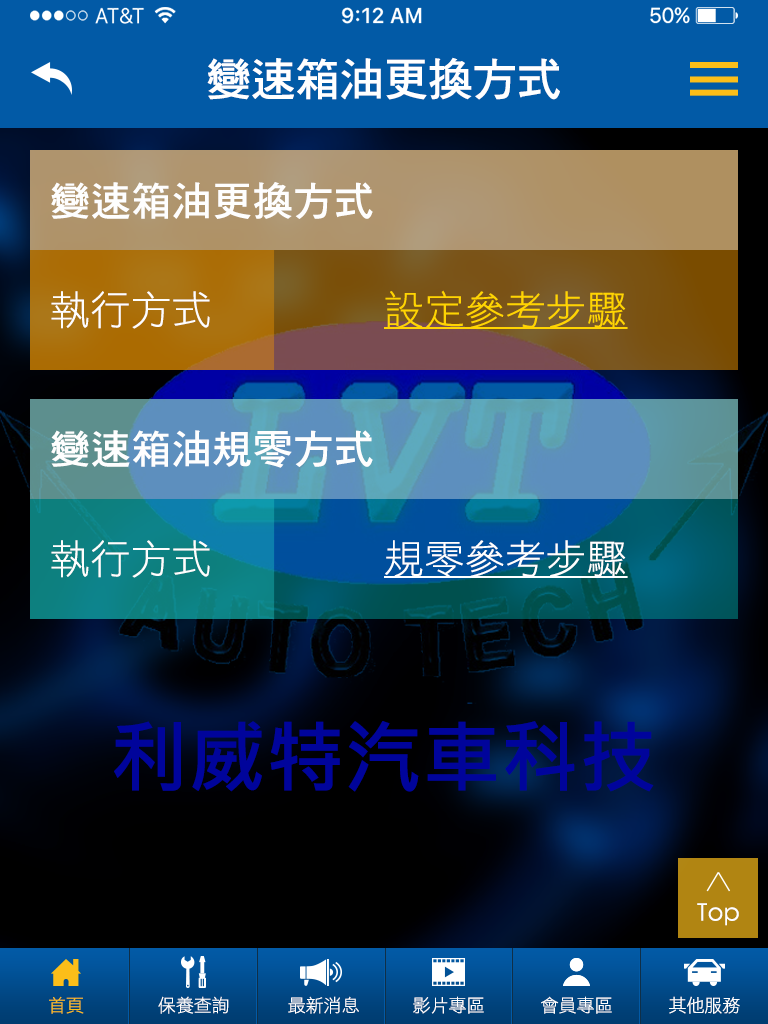 AT&T 9:12 AM 50%
變速箱油更換方式
變速箱油更換方式
執行方式 設定參考步驟
LVT
變速箱油規零方式
執行方式 規零參考步驟
AUTO TECH
利威特汽車科技
Top
首頁 保養查詢 最新消息 影片專區 會員專區 其他服務